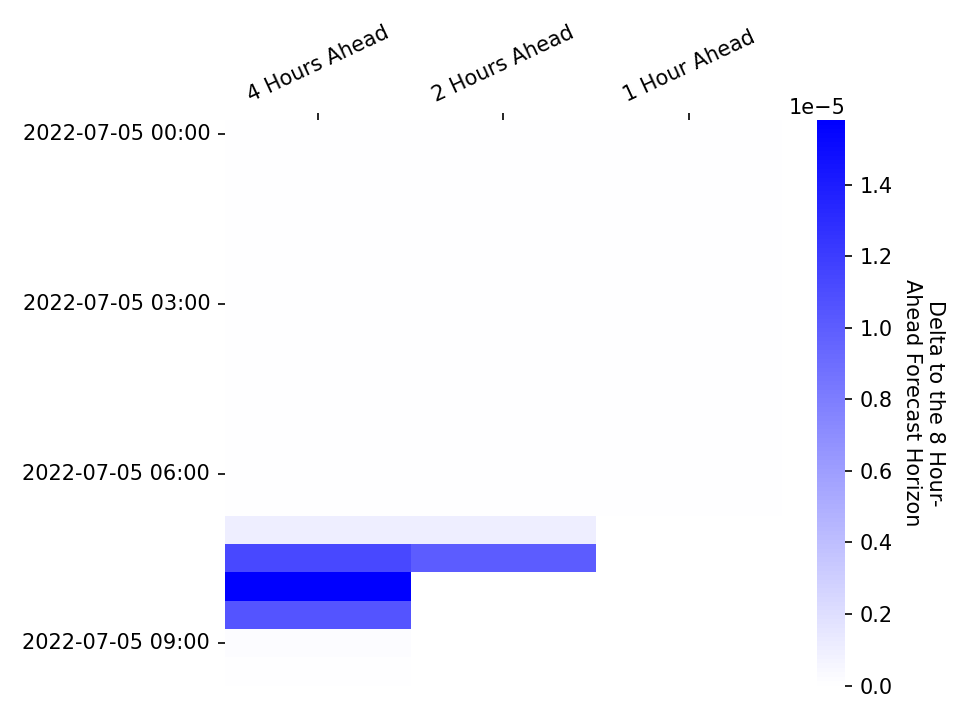 4 Hours Ahead
2 Hours Ahead
1 Hour Ahead
1e−5
2022-07-05 00:00
2022-07-05 03:00
2022-07-05 06:00
2022-07-05 09:00
1.4
1.2
1.0
0.8
0.6
0.4
0.2
0.0
Delta to the 8 Hour-
Ahead Forecast Horizon